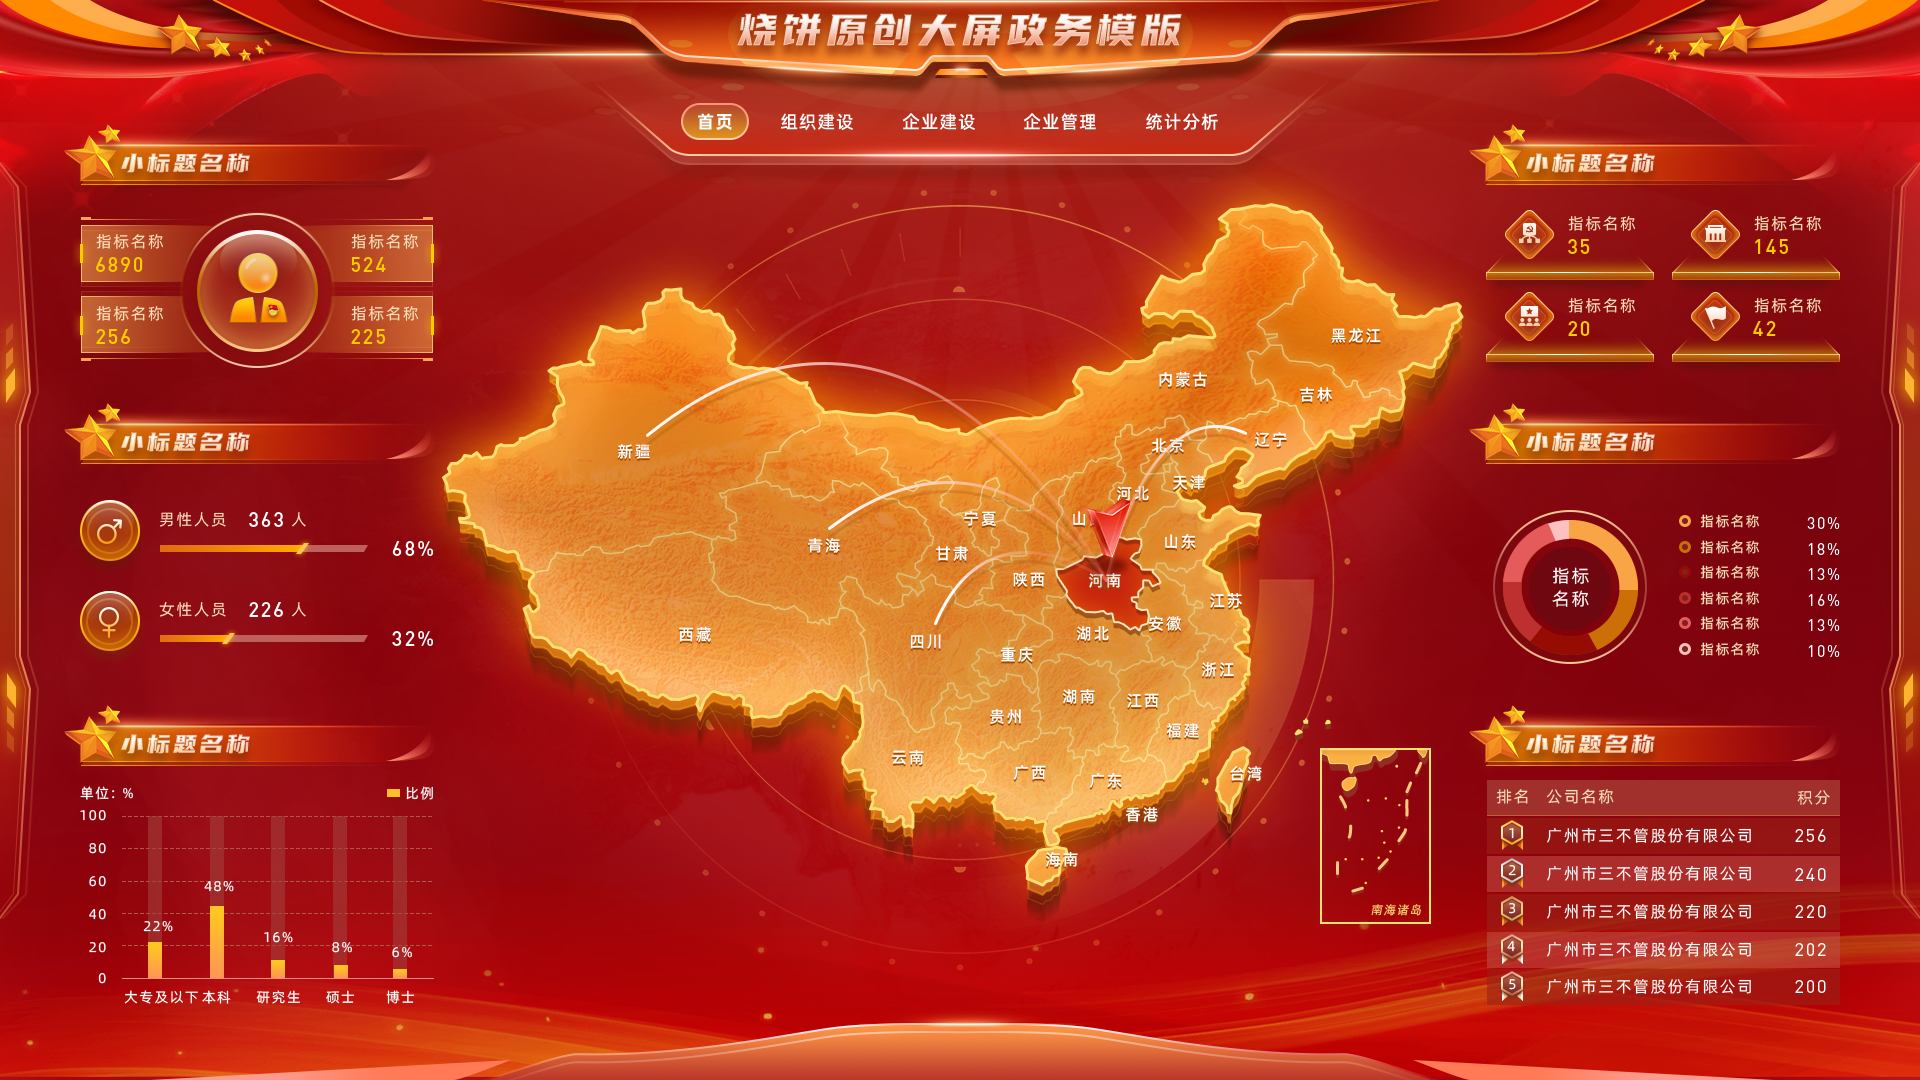 烧饼原创大屏政务模版
首页 组织建设 企业建设 企业管理 统计分析
小标题名称
指标名称 6890
指标名称 524
指标名称 256
指标名称 225
小标题名称
男性人员 363 人
68%
女性人员 226 人
32%
小标题名称
单位: %
比例
100
80
60
40
20
0
22%
48%
16%
8%
6%
大专及以下 本科 研究生 硕士 博士
黑龙江
内蒙古
吉林
新疆
北京
辽宁
天津
河北
宁夏
山
青海
甘肃
山东
陕西
河南
江苏
西藏
四川
湖北
安徽
重庆
浙江
湖南
江西
贵州
福建
云南
广西
广东
台湾
香港
海南
南海诸岛
小标题名称
指标名称
35
指标名称
145
指标名称
20
指标名称
42
小标题名称
指标
名称
指标名称 30%
指标名称 18%
指标名称 13%
指标名称 16%
指标名称 13%
指标名称 10%
小标题名称
排名 公司名称 积分
1 广州市三不管股份有限公司 256
2 广州市三不管股份有限公司 240
3 广州市三不管股份有限公司 220
4 广州市三不管股份有限公司 202
5 广州市三不管股份有限公司 200